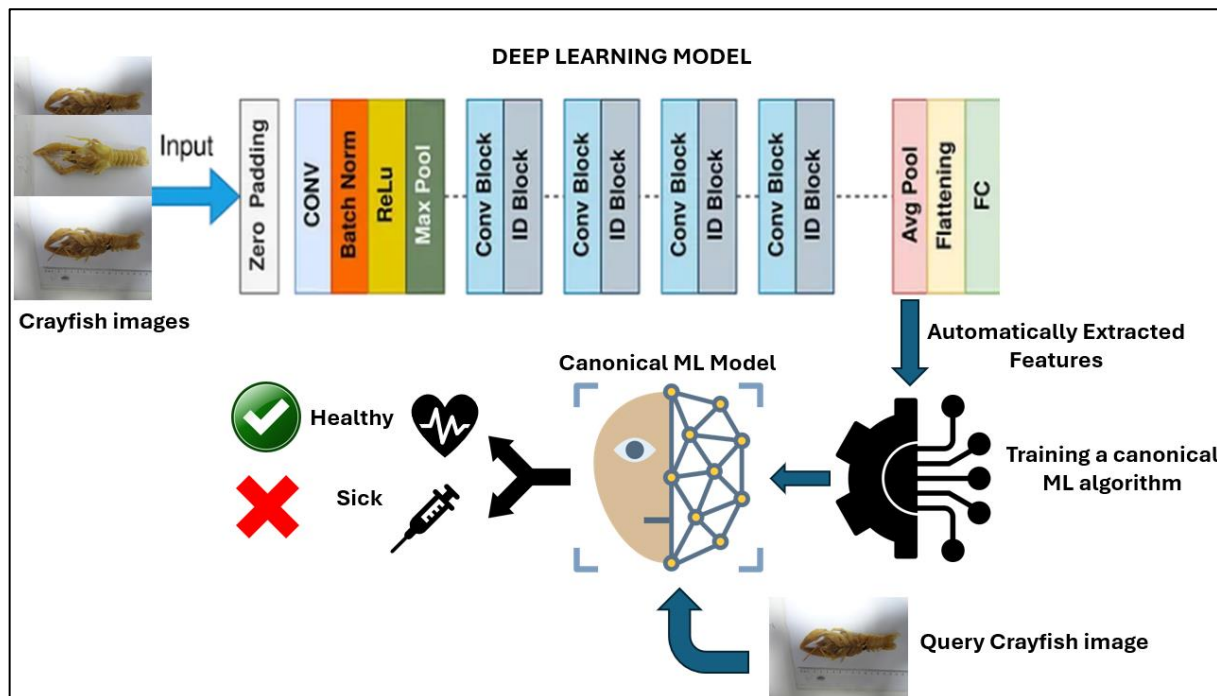 DEEP LEARNING MODEL
Input
Zero Padding
CONV
Batch Norm
ReLu
Max Pool
Conv Block
ID Block
Conv Block
ID Block
Conv Block
ID Block
Conv Block
ID Block
Avg Pool
Flattening
FC
Crayfish images
Automatically Extracted
Features
Canonical ML Model
Healthy
Sick
Training a canonical
ML algorithm
Query Crayfish image